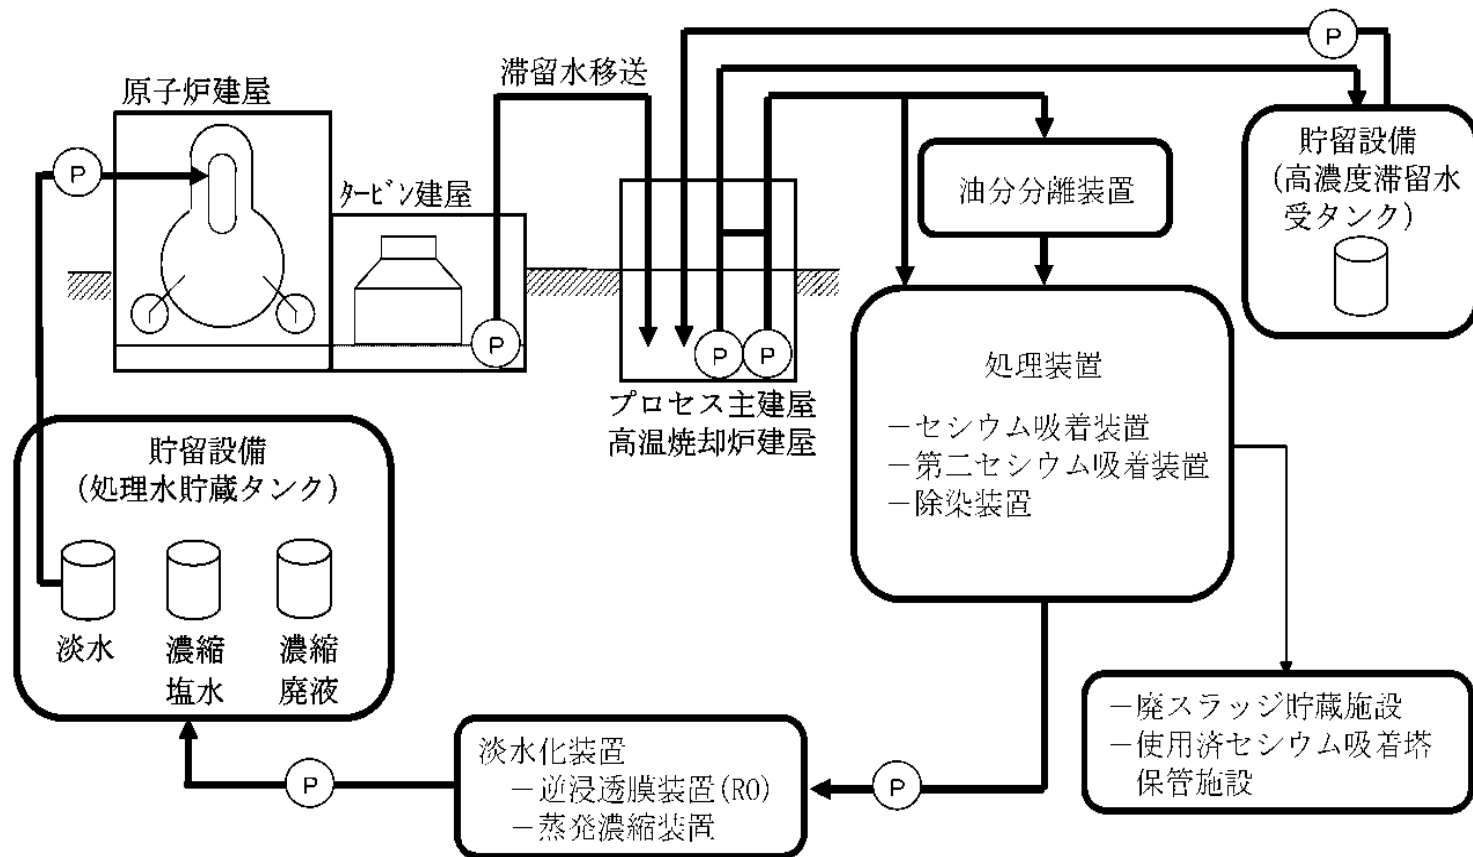 P
滞留水移送
原子炉建屋
P
ﾀｰﾋﾞﾝ建屋
P
P
P
プロセス主建屋
高温焼却炉建屋
油分分離装置
貯留設備
(高濃度滞留水
受タンク)
処理装置
－セシウム吸着装置
－第二セシウム吸着装置
－除染装置
貯留設備
(処理水貯蔵タンク)
淡水
濃縮
塩水
濃縮
廃液
P
淡水化装置
－逆浸透膜装置(RO)
－蒸発濃縮装置
P
－廃スラッジ貯蔵施設
－使用済セシウム吸着塔
保管施設